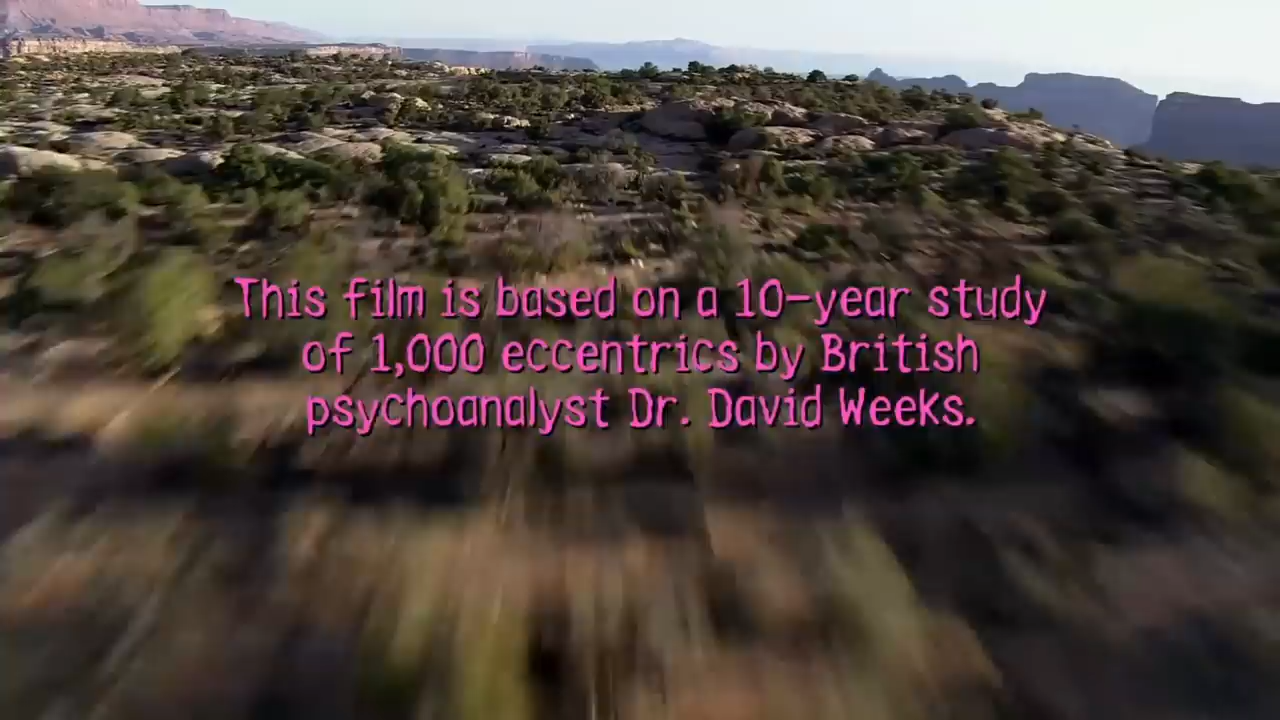 This film is based on a 10-year study
of 1,000 eccentrics by British
psychoanalyst Dr. David Weeks.